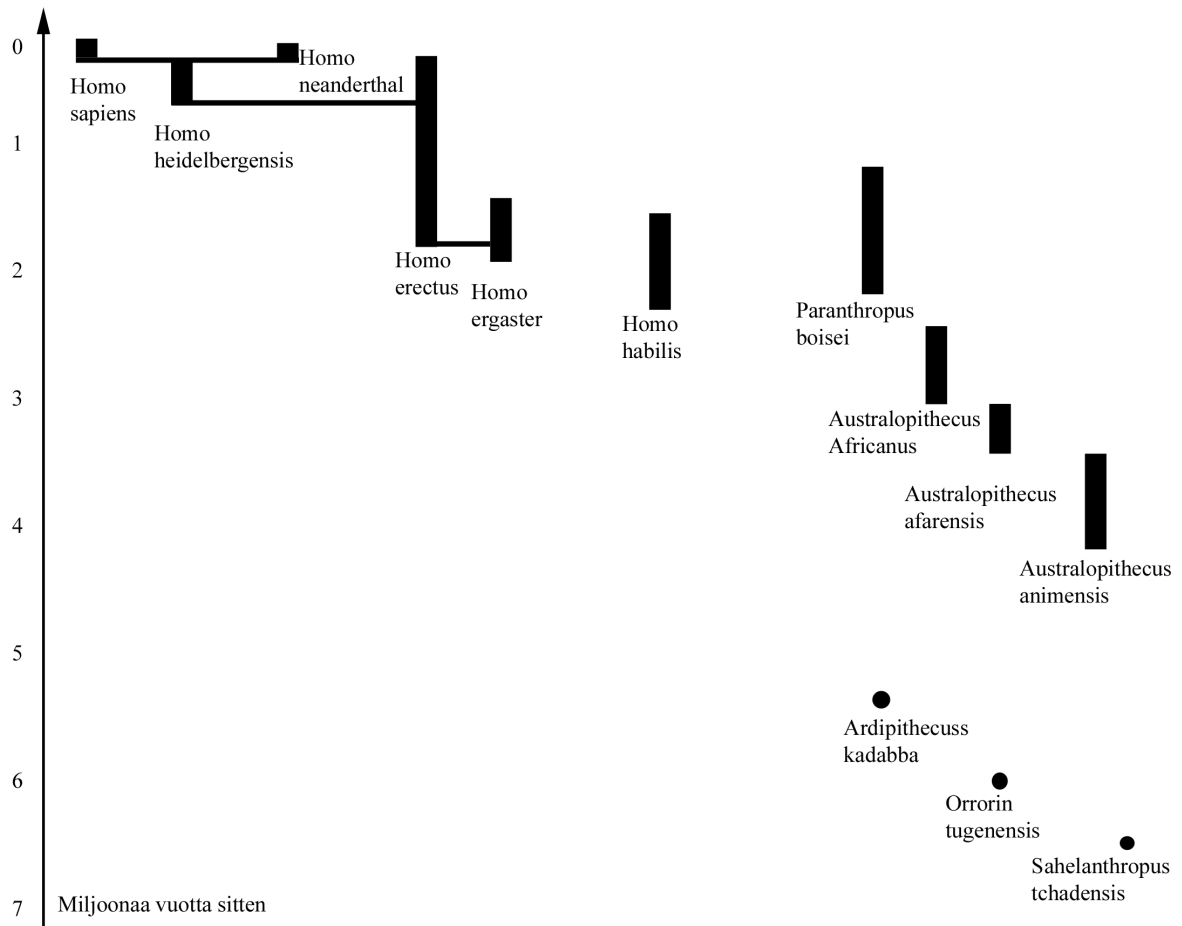 0
Homo
sapiens
Homo
neanderthal
Homo
heidelbergensis
1
2
Homo
erectus
Homo
ergaster
Homo
habilis
Paranthropus
boisei
3
Australopithecus
Africanus
4
Australopithecus
afarensis
Australopithecus
animensis
5
Ardipithecuss
kadabba
6
Orrorin
tugenensis
Sahelanthropus
tchadensis
7
Miljoonaa vuotta sitten